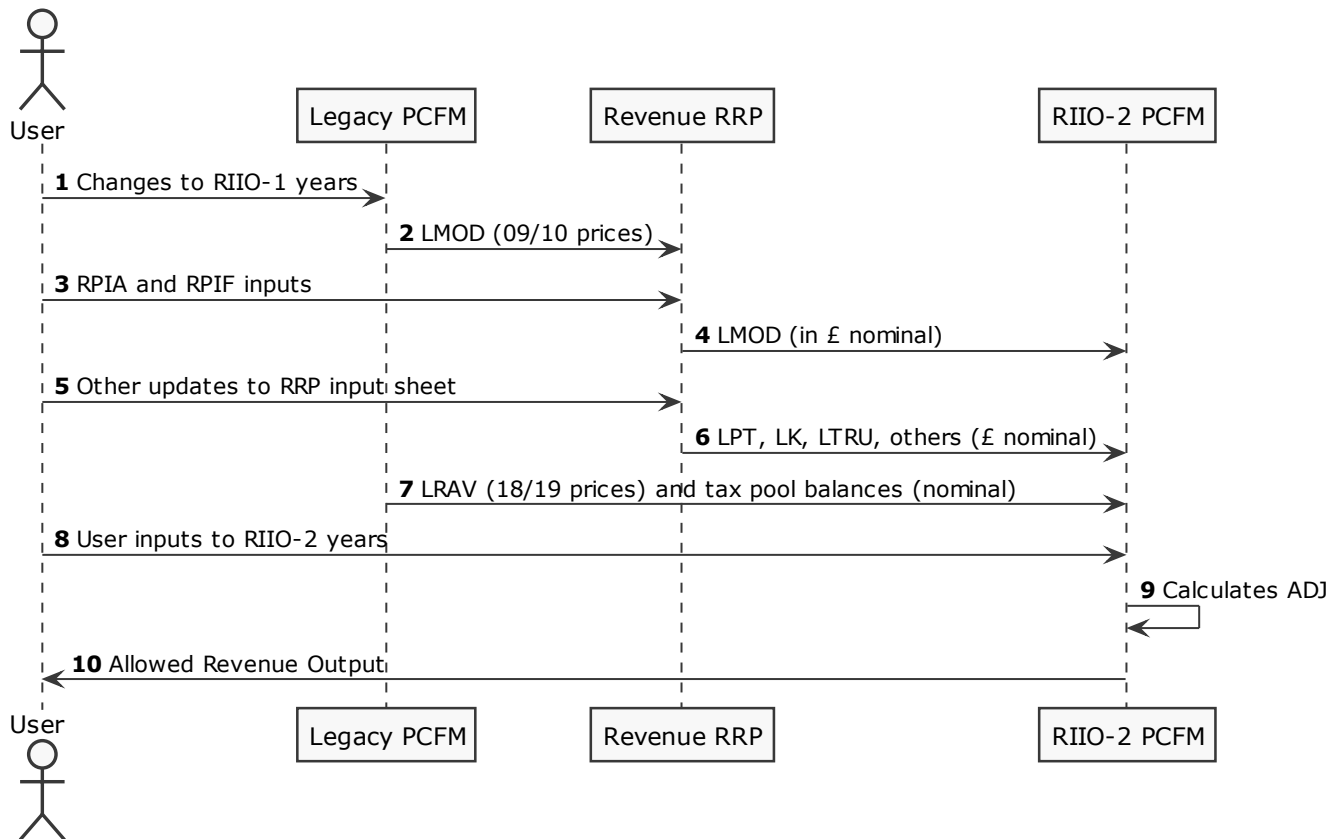 User
Legacy PCFM
Revenue RRP
RIIO-2 PCFM
1 Changes to RIIO-1 years
2 LMOD (09/10 prices)
3 RPIA and RPIF inputs
4 LMOD (in £ nominal)
5 Other updates to RRP input sheet
6 LPT, LK, LTRU, others (£ nominal)
7 LRAV (18/19 prices) and tax pool balances (nominal)
8 User inputs to RIIO-2 years
9 Calculates ADJ
10 Allowed Revenue Output
User
Legacy PCFM
Revenue RRP
RIIO-2 PCFM